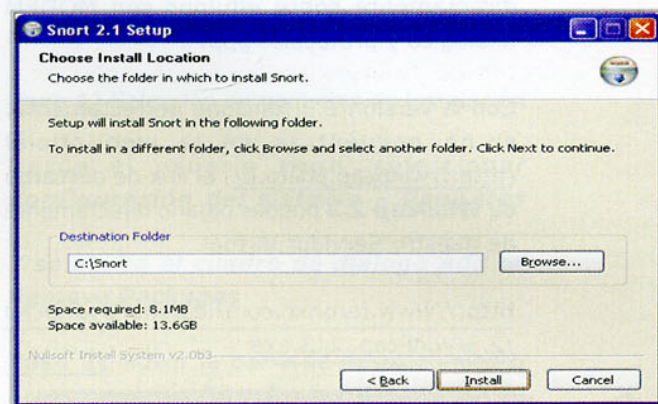 Snort 2.1 Setup
Choose Install Location
Choose the folder in which to install Snort.
Setup will install Snort in the following folder.
To install in a different folder, click Browse and select another folder. Click Next to continue.
Destination Folder
C:\Snort
Browse...
Space required: 8.1MB
Space available: 13.6GB
Nullsoft Install System v2.0b3
< Back
Install
Cancel